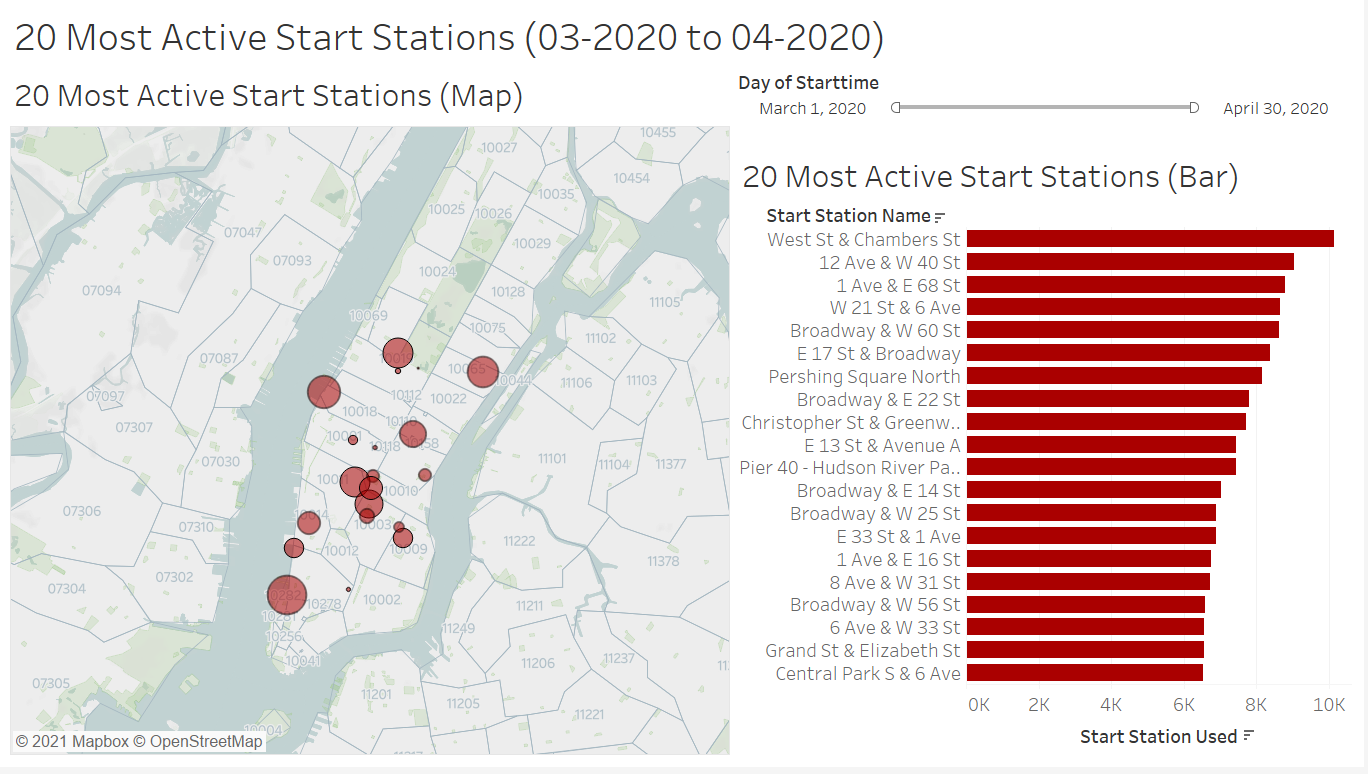 20 Most Active Start Stations (03-2020 to 04-2020)
20 Most Active Start Stations (Map)
Day of Starttime
March 1, 2020
April 30, 2020
10455
10027
10454
10035
10025
10026
07047
10029
07093
10024
07094
10128
11105
10069
10075
11102
07087
10065
10044
11106
11103
07097
10112
10022
10018
07307
10001
10118
11101
11104
11377
07030
10010
07306
10003
07310
11222
10012
10009
11378
07302
07304
10282
10278
10002
11211
10256
11249
10041
11206
11237
07305
11201
11205
11221
10004
© 2021 Mapbox © OpenStreetMap
20 Most Active Start Stations (Bar)
Start Station Name
West St & Chambers St
12 Ave & W 40 St
1 Ave & E 68 St
W 21 St & 6 Ave
Broadway & W 60 St
E 17 St & Broadway
Pershing Square North
Broadway & E 22 St
Christopher St & Greenw..
E 13 St & Avenue A
Pier 40 - Hudson River Pa..
Broadway & E 14 St
Broadway & W 25 St
E 33 St & 1 Ave
1 Ave & E 16 St
8 Ave & W 31 St
Broadway & W 56 St
6 Ave & W 33 St
Grand St & Elizabeth St
Central Park S & 6 Ave
0K 2K 4K 6K 8K 10K
Start Station Used